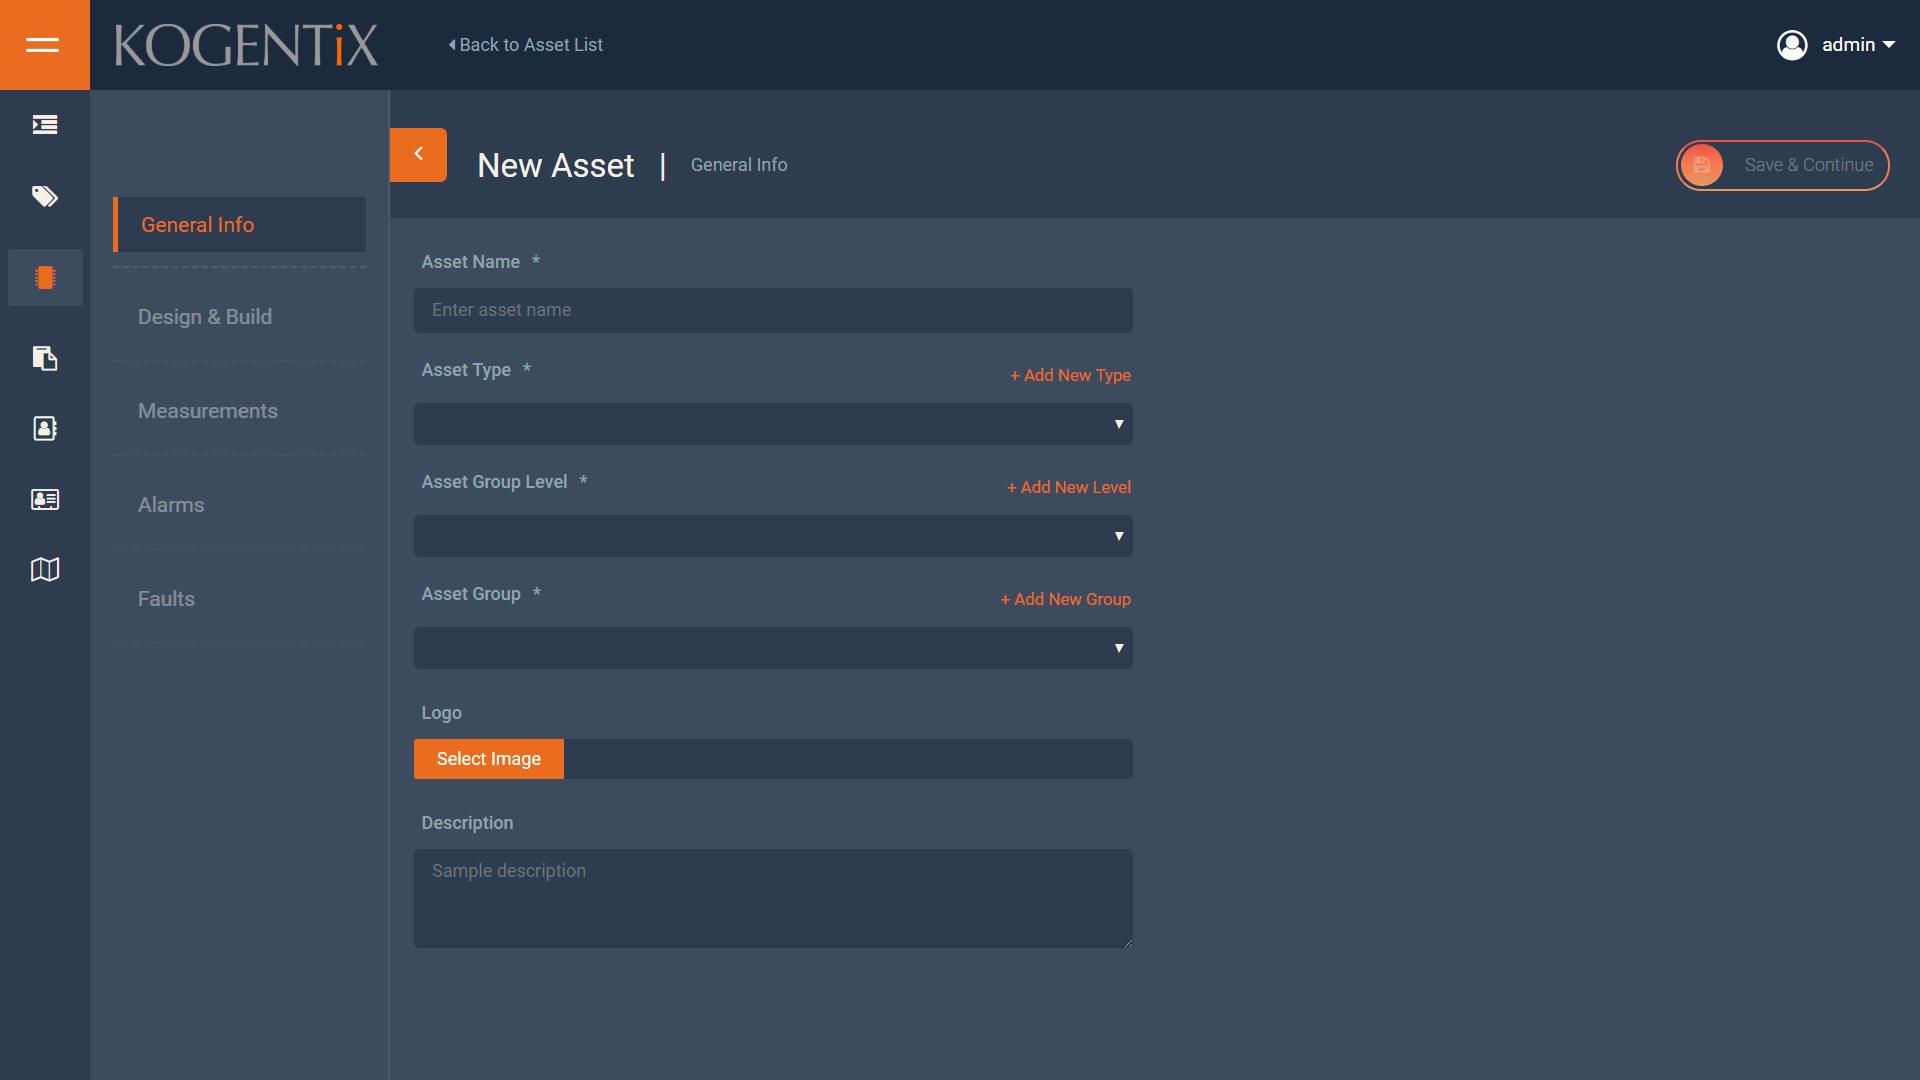 KOGENTiX
Back to Asset List
admin
New Asset | General Info
Save & Continue
General Info
Design & Build
Measurements
Alarms
Faults
Asset Name *
Enter asset name
Asset Type *
+ Add New Type
Asset Group Level *
+ Add New Level
Asset Group *
+ Add New Group
Logo
Select Image
Description
Sample description